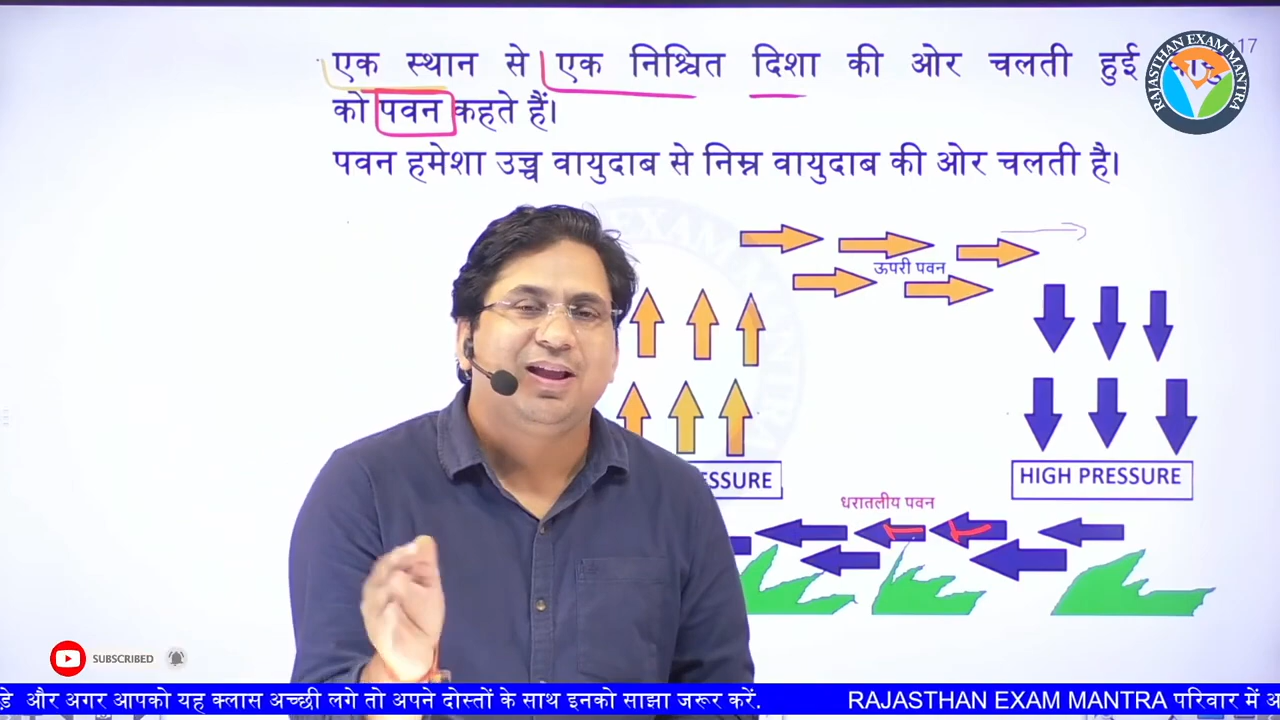 एक स्थान से एक निश्चित दिशा की ओर चलती हुई
17
को पवन कहते हैं।
पवन हमेशा उच्च वायुदाब से निम्न वायुदाब की ओर चलती है।
RAJASTHAN EXAM MANTRA
ऊपरी पवन
HIGH PRESSURE
धरातलीय पवन
SUBSCRIBED
और अगर आपको यह क्लास अच्छी लगे तो अपने दोस्तों के साथ इनको साझा जरूर करें. RAJASTHAN EXAM MANTRA परिवार में